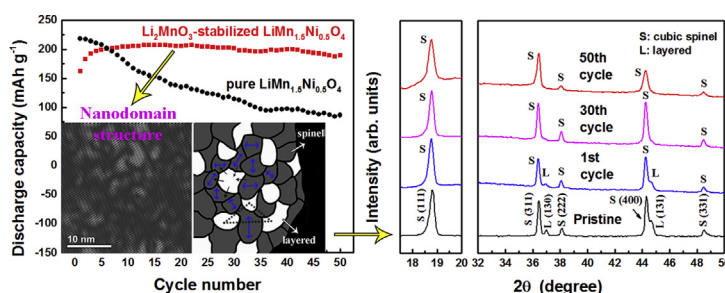 Li₂MnO₃-stabilized LiMn₁.₅Ni₀.₅O₄
pure LiMn₁.₅Ni₀.₅O₄
Nanodomain
structure
spinel
layered
10 nm
250
200
150
100
50
0
-50
-100
-150
Discharge capacity (mAh g⁻¹)
0 5 10 15 20 25 30 35 40 45 50
Cycle number
Intensity (arb. units)
S: cubic spinel
L: layered
S
S
S
S
S
50th
cycle
S
S
S
S
S
30th
cycle
S
S
L
S
S
S
1st
cycle
S (111)
S (311)
L (130)
S (222)
S (400)
L (131)
S (331)
Pristine
18 19 20
32 34 36 38 40 42 44 46 48 50
2θ (degree)